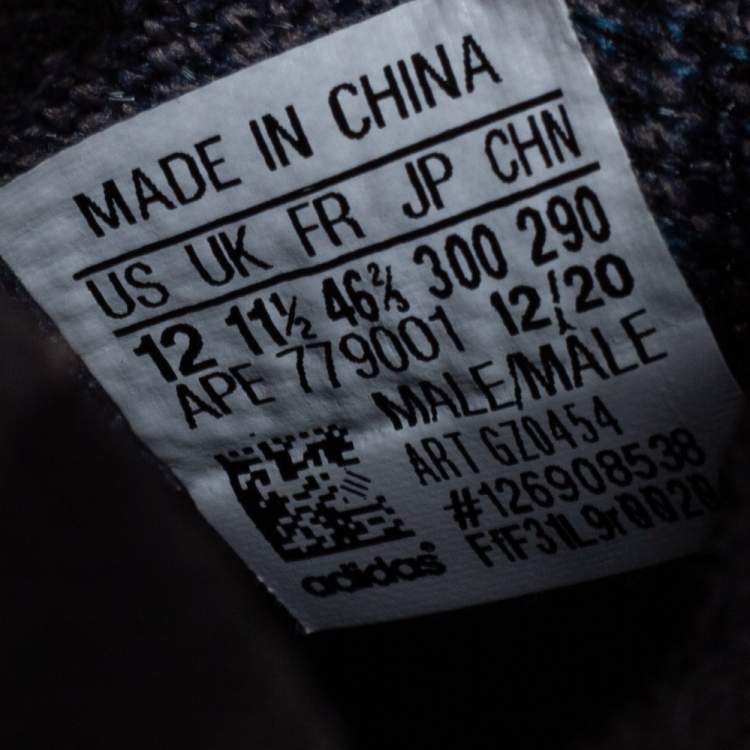 MADE IN CHINA
US UK FR JP CHN
12 11½ 46⅔ 300 290
APE 779001 12/20
MALE/MÂLE
ART GZ0454
#126908538
adidas